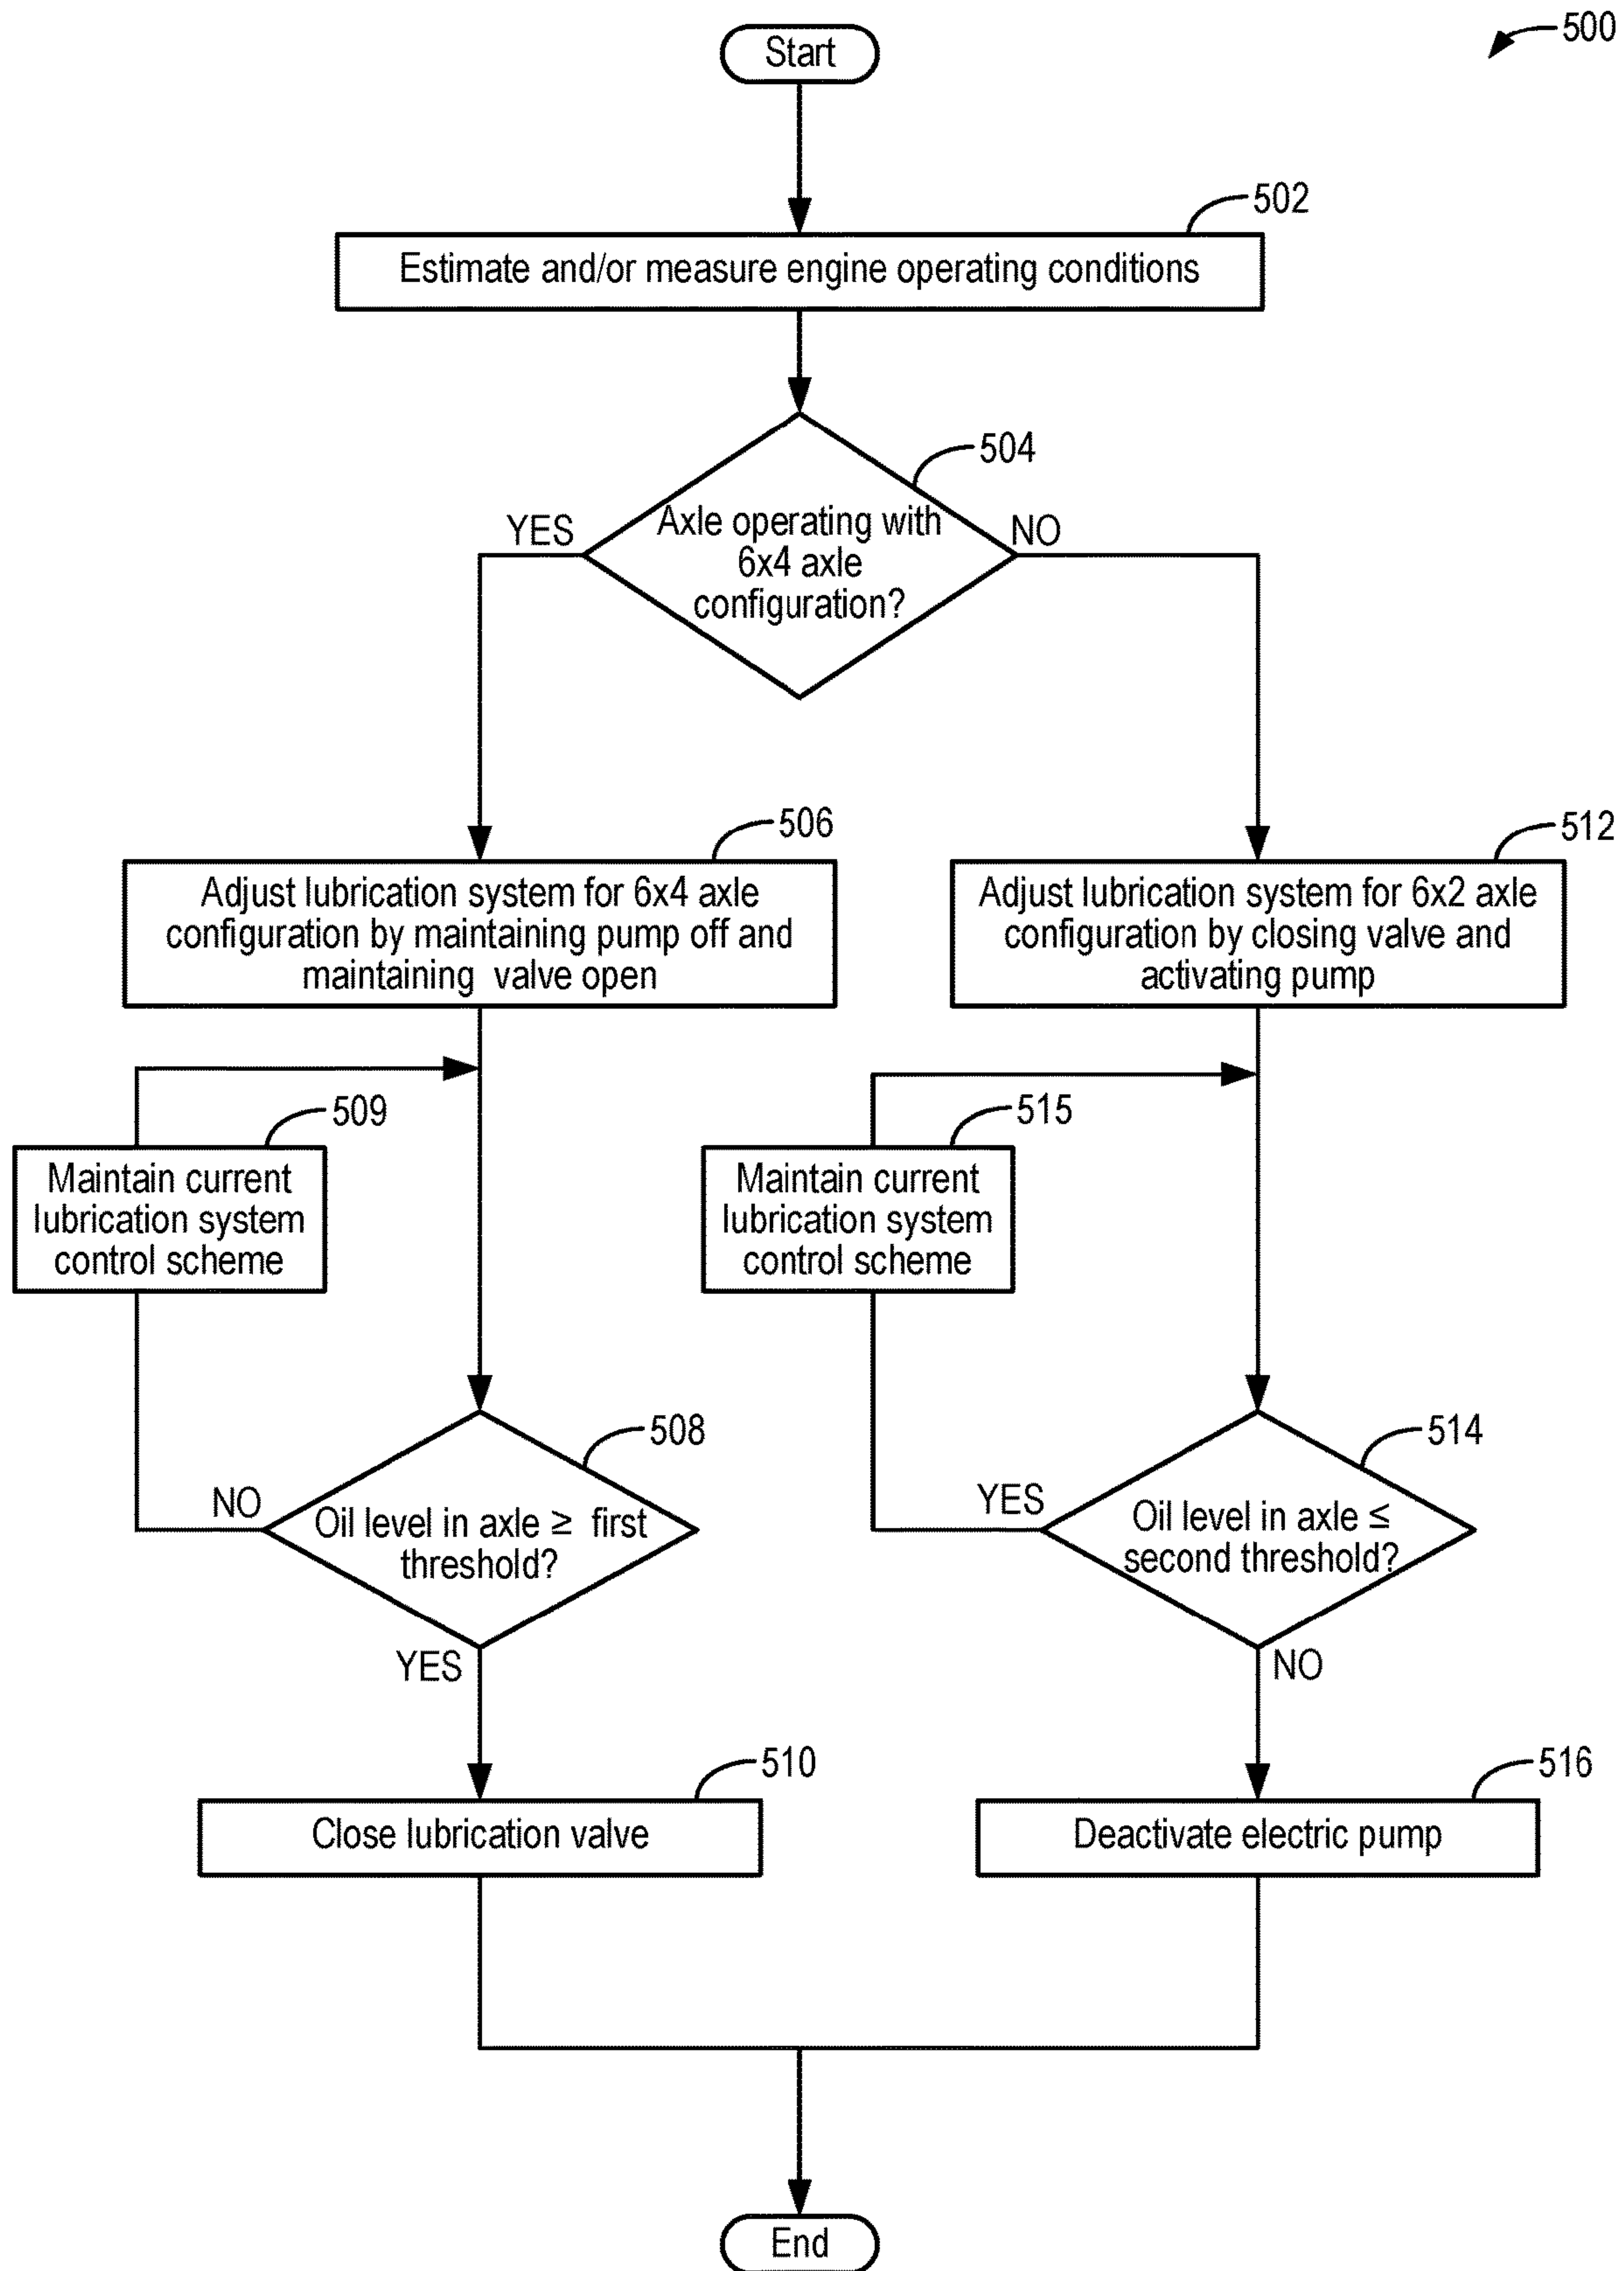 500
Start
502
Estimate and/or measure engine operating conditions
504
YES
Axle operating with
6x4 axle
configuration?
NO
506
Adjust lubrication system for 6x4 axle
configuration by maintaining pump off and
maintaining valve open
512
Adjust lubrication system for 6x2 axle
configuration by closing valve and
activating pump
509
Maintain current
lubrication system
control scheme
515
Maintain current
lubrication system
control scheme
508
NO
Oil level in axle ≥ first
threshold?
YES
514
YES
Oil level in axle ≤
second threshold?
NO
510
Close lubrication valve
516
Deactivate electric pump
End